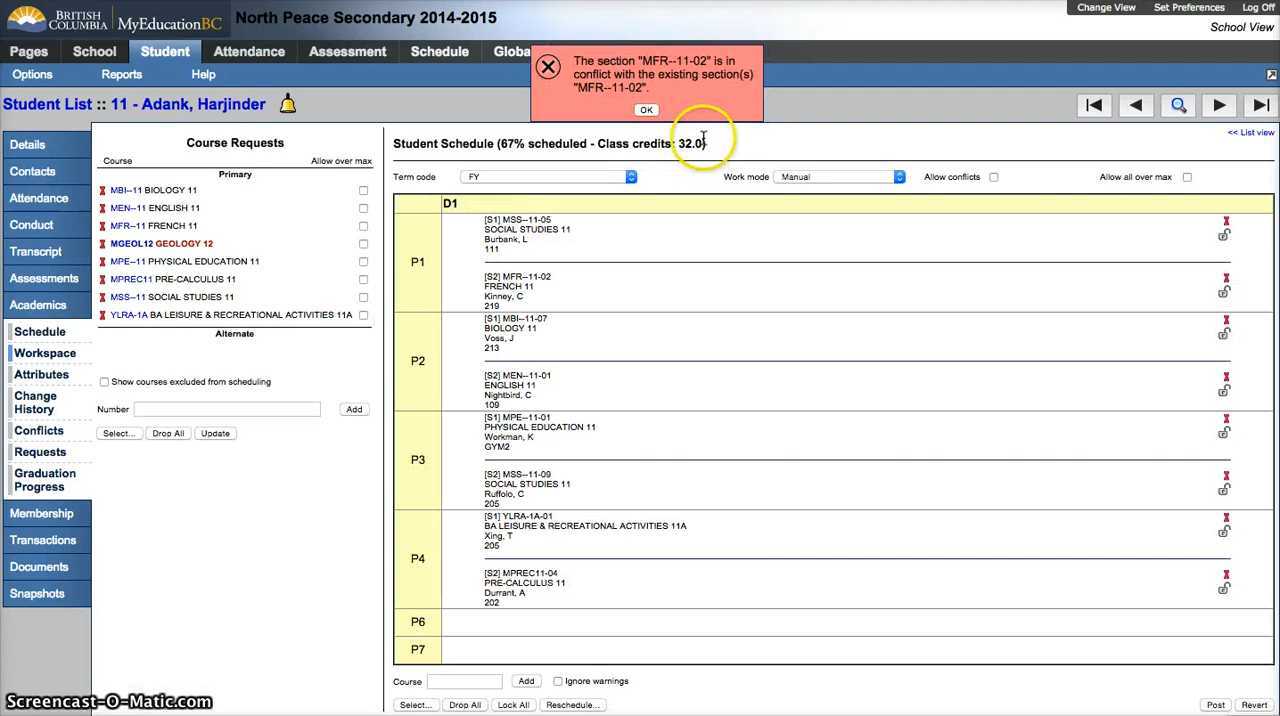 BRITISH COLUMBIA
MyEducationBC
North Peace Secondary 2014-2015
Change View
Set Preferences
Log Off
School View
Pages
School
Student
Attendance
Assessment
Schedule
Globa
Options
Reports
Help
The section "MFR--11-02" is in
conflict with the existing section(s)
"MFR--11-02".
OK
Student List :: 11 - Adank, Harjinder
Details
Contacts
Attendance
Conduct
Transcript
Assessments
Academics
Schedule
Workspace
Attributes
Change
History
Conflicts
Requests
Graduation
Progress
Membership
Transactions
Documents
Snapshots
Course Requests
Course
Allow over max
Primary
MBI--11 BIOLOGY 11
MEN--11 ENGLISH 11
MFR--11 FRENCH 11
MGEOL12 GEOLOGY 12
MPE--11 PHYSICAL EDUCATION 11
MPREC11 PRE-CALCULUS 11
MSS--11 SOCIAL STUDIES 11
YLRA-1A BA LEISURE & RECREATIONAL ACTIVITIES 11A
Alternate
Show courses excluded from scheduling
Number
Add
Select...
Drop All
Update
<< List view
Student Schedule (67% scheduled - Class credits: 32.0)
Term code
FY
Work mode
Manual
Allow conflicts
Allow all over max
D1
P1
[S1] MSS--11-05
SOCIAL STUDIES 11
Burbank, L
111
[S2] MFR--11-02
FRENCH 11
Kinney, C
219
P2
[S1] MBI--11-07
BIOLOGY 11
Voss, J
213
[S2] MEN--11-01
ENGLISH 11
Nightbird, C
109
P3
[S1] MPE--11-01
PHYSICAL EDUCATION 11
Workman, K
GYM2
[S2] MSS--11-09
SOCIAL STUDIES 11
Ruffolo, C
205
P4
[S1] YLRA-1A-01
BA LEISURE & RECREATIONAL ACTIVITIES 11A
Xing, T
205
[S2] MPREC11-04
PRE-CALCULUS 11
Durrant, A
202
P6
P7
Course
Add
Ignore warnings
Select...
Drop All
Lock All
Reschedule...
Post
Revert
Screencast-O-Matic.com